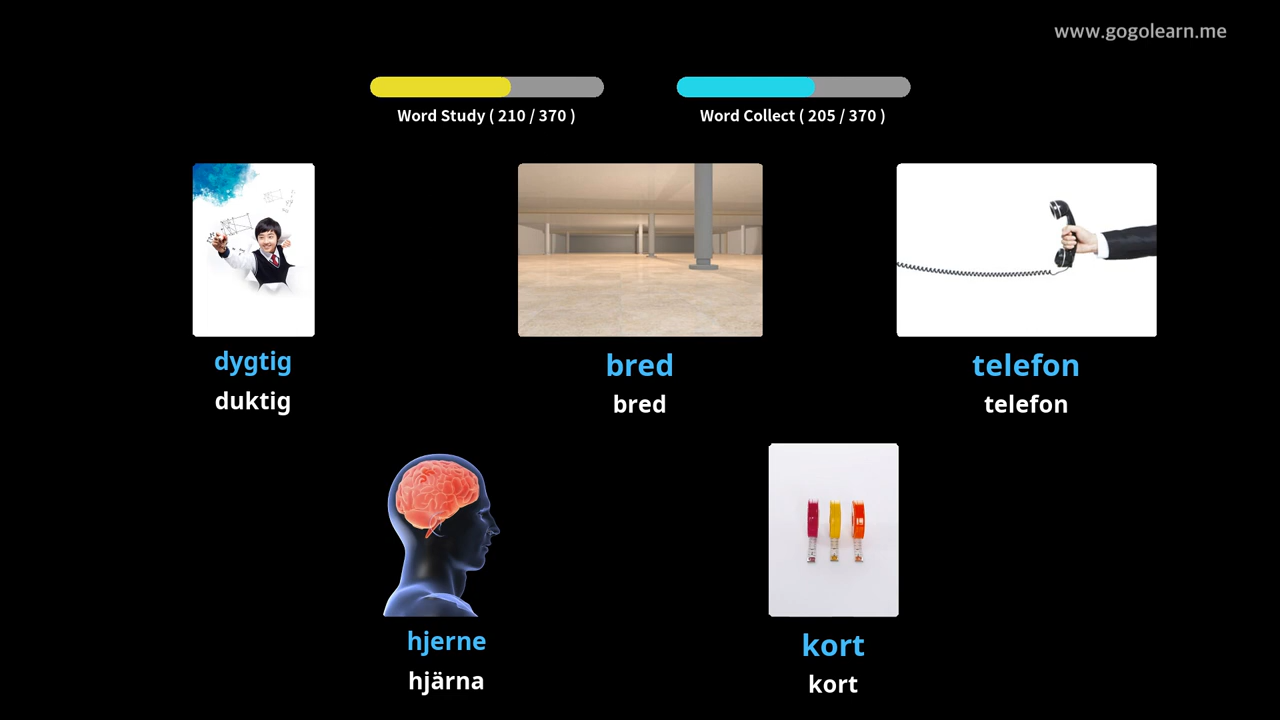 www.gogolearn.me
Word Study ( 210 / 370 )
Word Collect ( 205 / 370 )
dygtig
duktig
bred
bred
telefon
telefon
hjerne
hjärna
kort
kort